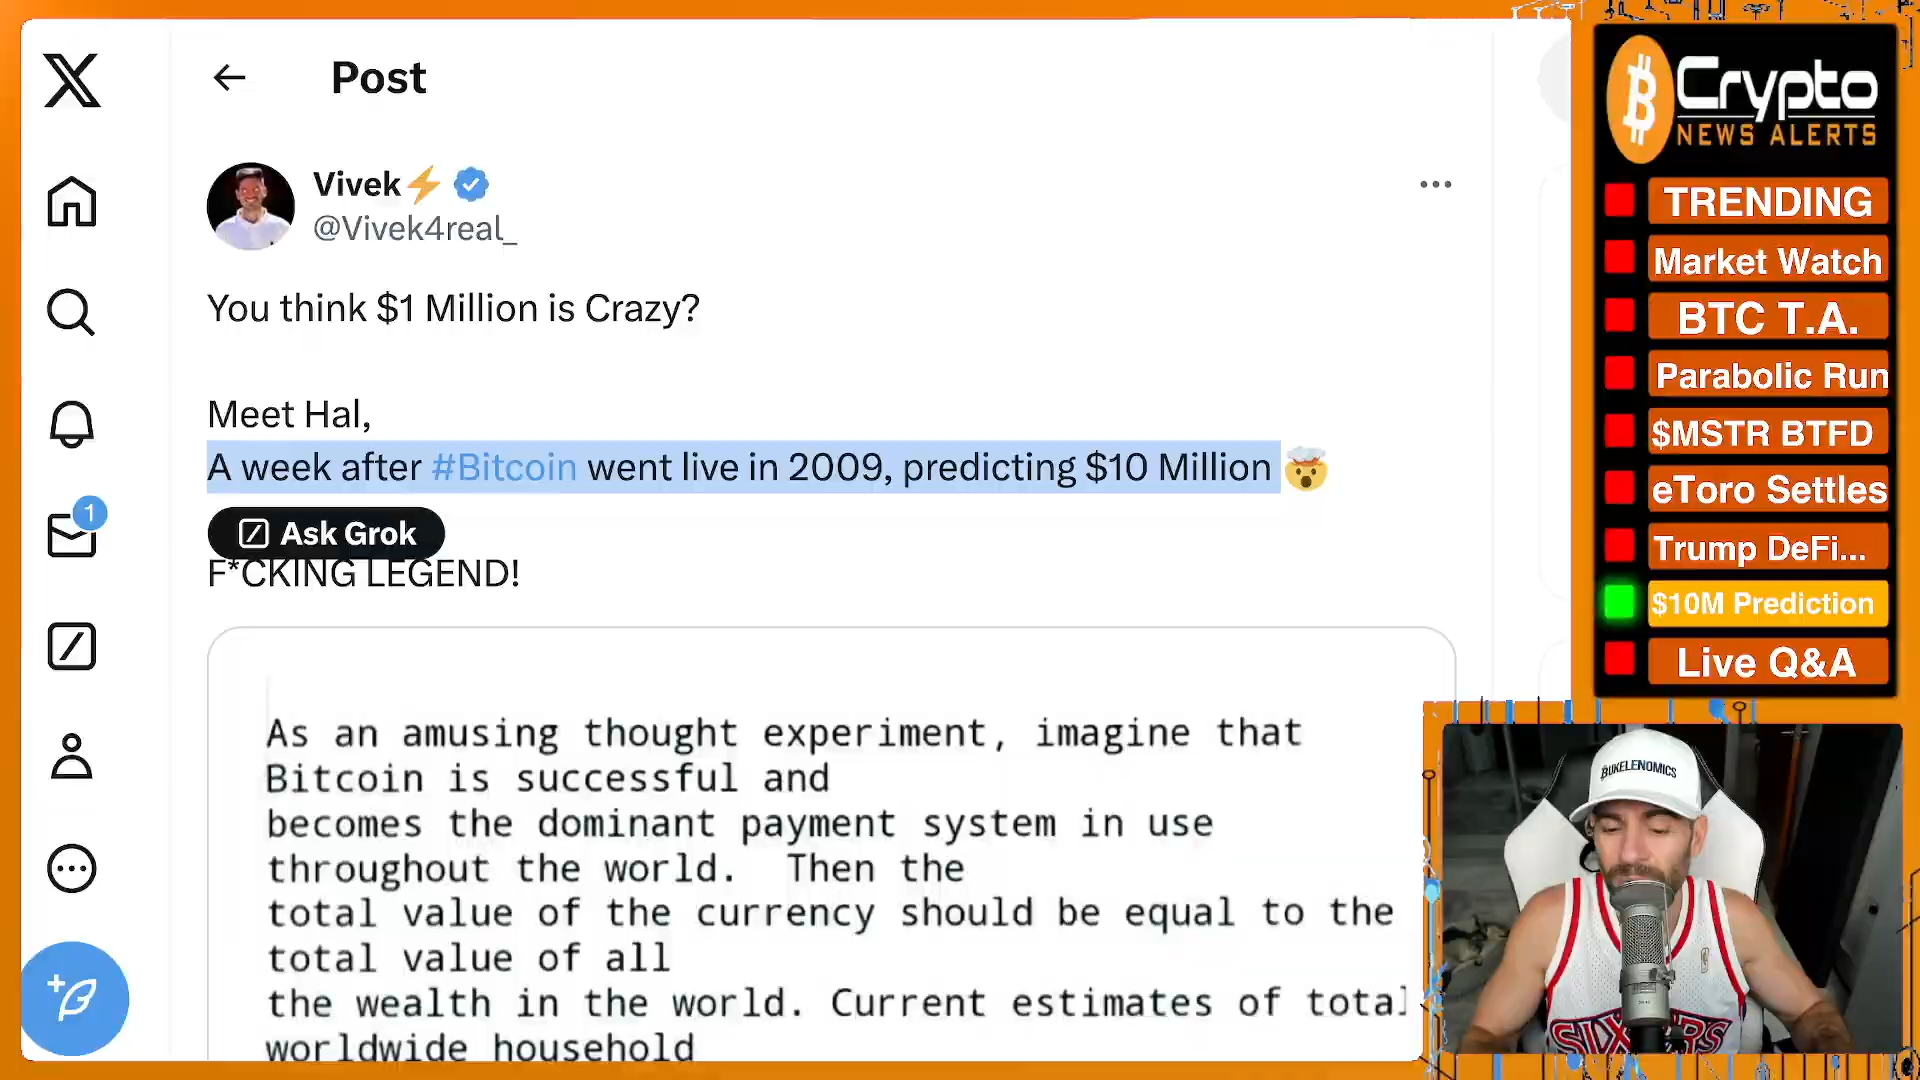 Post
Vivek⚡
@Vivek4real_
You think $1 Million is Crazy?
Meet Hal,
A week after #Bitcoin went live in 2009, predicting $10 Million 🤯
Ask Grok
F*CKING LEGEND!
As an amusing thought experiment, imagine that
Bitcoin is successful and
becomes the dominant payment system in use
throughout the world.  Then the
total value of the currency should be equal to the
total value of all
the wealth in the world. Current estimates of total
worldwide household
1
Crypto
NEWS ALERTS
TRENDING
Market Watch
BTC T.A.
Parabolic Run
$MSTR BTFD
eToro Settles
Trump DeFi...
$10M Prediction
Live Q&A
BUKELENOMICS
SIXERS